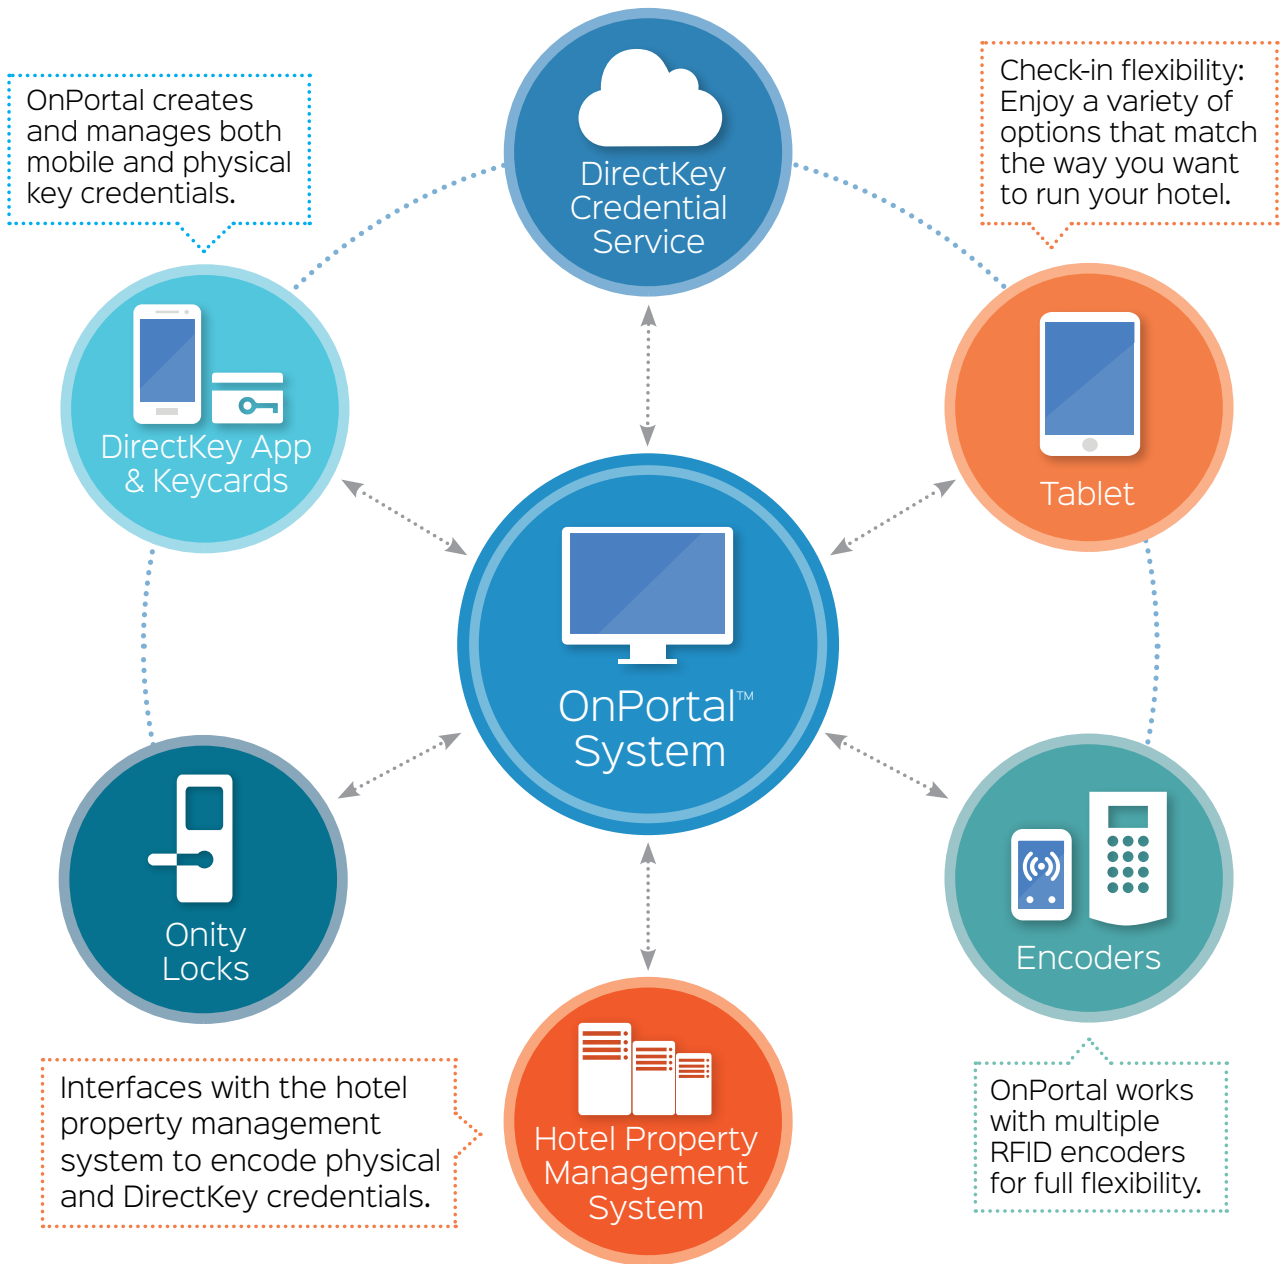 OnPortal creates
and manages both
mobile and physical
key credentials.
DirectKey
Credential
Service
Check-in flexibility:
Enjoy a variety of
options that match
the way you want
to run your hotel.
DirectKey App
& Keycards
Tablet
OnPortal™
System
Onity
Locks
Encoders
Interfaces with the hotel
property management
system to encode physical
and DirectKey credentials.
Hotel Property
Management
System
OnPortal works
with multiple
RFID encoders
for full flexibility.